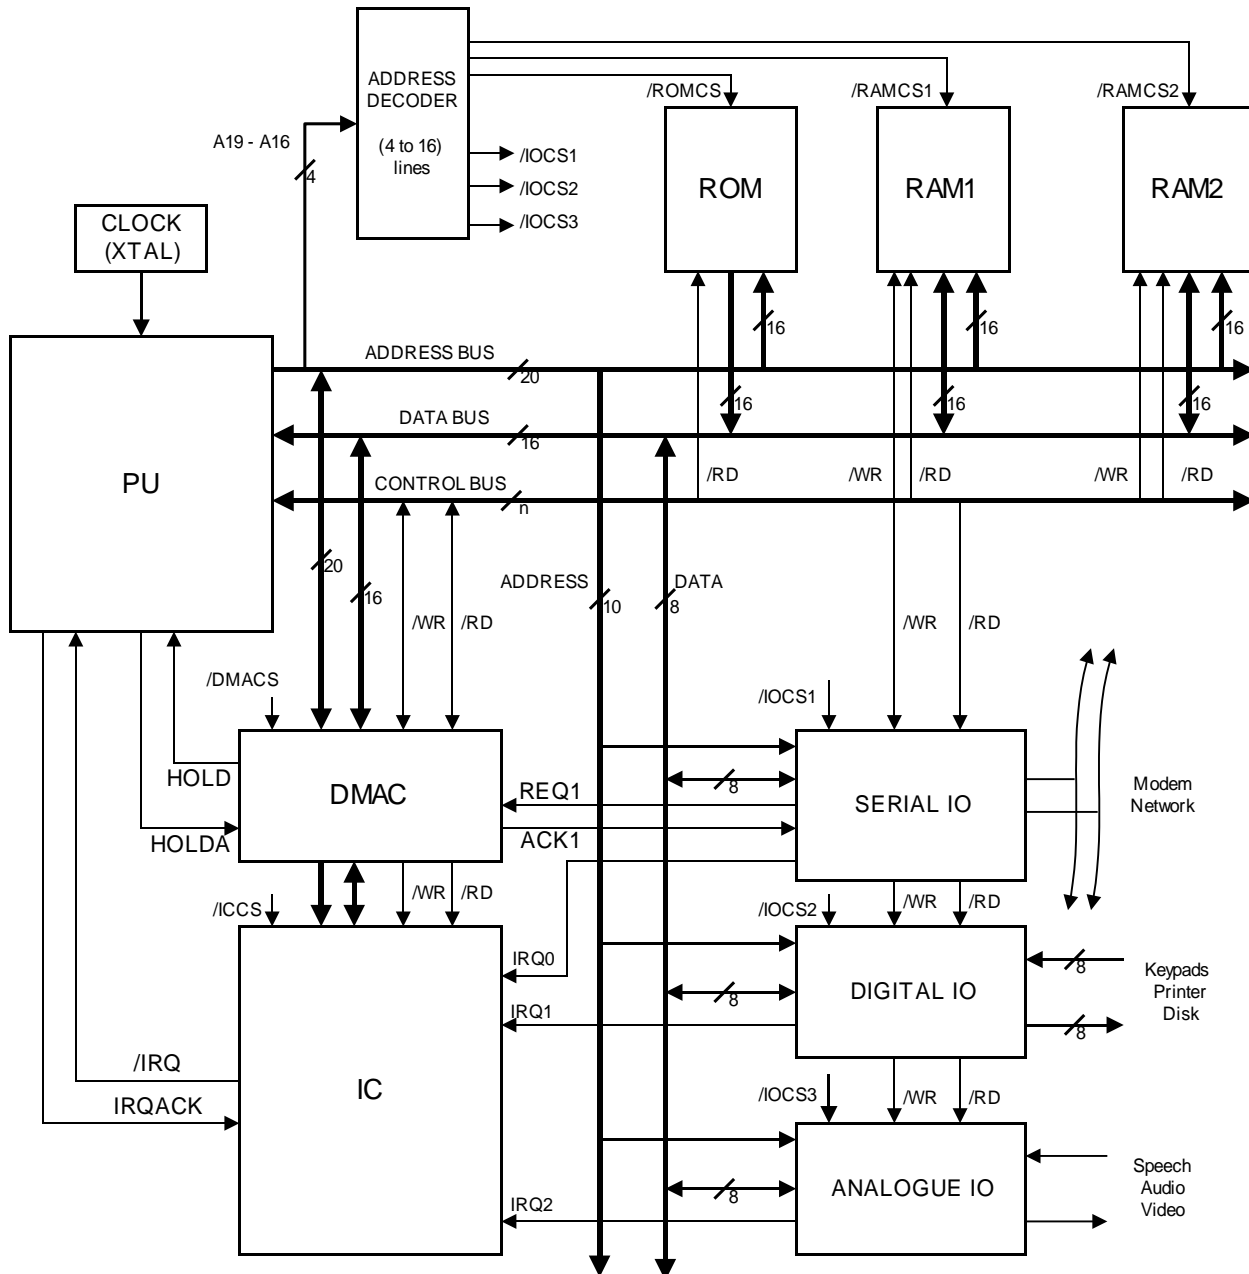 ADDRESS
DECODER
(4 to 16)
lines
/ROMCS
/RAMCS1
/RAMCS2
A19 - A16
4
/IOCS1
/IOCS2
/IOCS3
ROM
RAM1
RAM2
CLOCK
(XTAL)
16
16
16
ADDRESS BUS
20
16
16
16
DATA BUS
16
PU
/RD
/WR
/RD
/WR
/RD
CONTROL BUS
n
20
16
ADDRESS
10
DATA
8
/WR
/RD
/WR
/RD
/DMACS
/IOCS1
HOLD
DMAC
REQ1
8
SERIAL IO
Modem
Network
HOLDA
ACK1
/ICCS
/WR
/RD
/IOCS2
/WR
/RD
IRQ0
8
DIGITAL IO
8
Keypads
Printer
Disk
IRQ1
8
/IRQ
IC
/IOCS3
/WR
/RD
IRQACK
8
ANALOGUE IO
Speech
Audio
Video
IRQ2